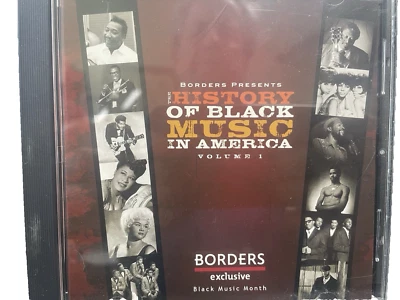 BORDERS PRESENTS
THE HISTORY
OF BLACK
MUSIC
IN AMERICA
VOLUME 1
BORDERS
exclusive
Black Music Month